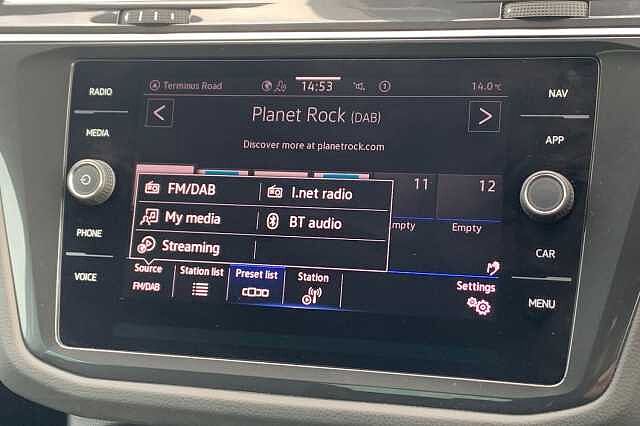 RADIO
MEDIA
PHONE
VOICE
Terminus Road
14:53
14.0°C
Planet Rock (DAB)
Discover more at planetrock.com
FM/DAB
I.net radio
My media
BT audio
Streaming
11
12
mpty
Empty
Source
FM/DAB
Station list
Preset list
Station
Settings
NAV
APP
CAR
MENU